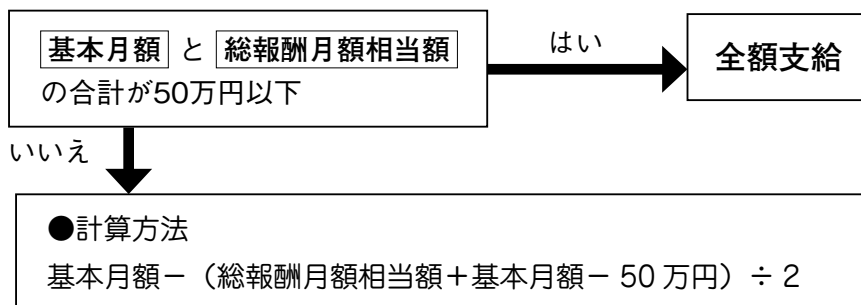 基本月額 と 総報酬月額相当額
の合計が50万円以下
はい
全額支給
いいえ
●計算方法
基本月額－（総報酬月額相当額＋基本月額－50万円）÷2